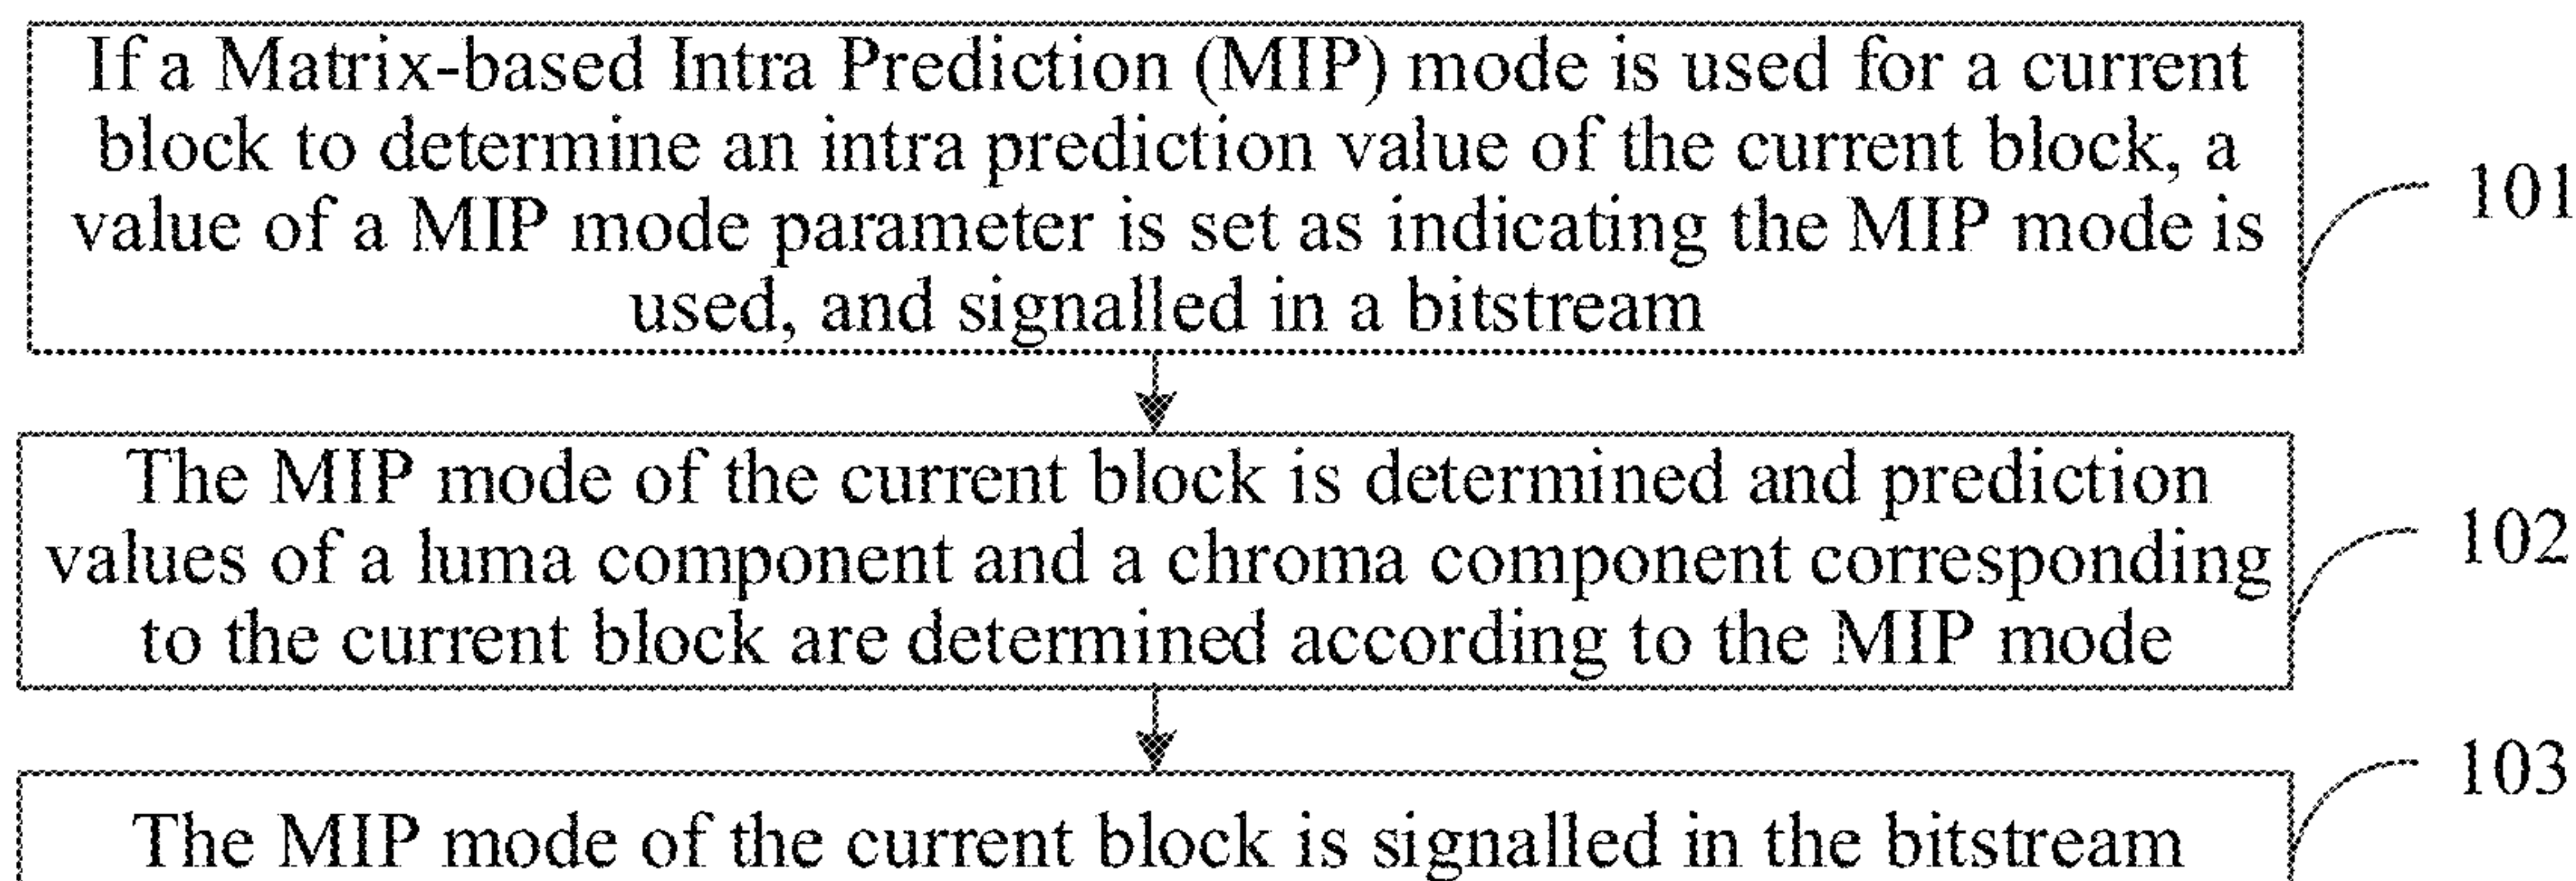 If a Matrix-based Intra Prediction (MIP) mode is used for a current
block to determine an intra prediction value of the current block, a
value of a MIP mode parameter is set as indicating the MIP mode is
used, and signalled in a bitstream
101
The MIP mode of the current block is determined and prediction
values of a luma component and a chroma component corresponding
to the current block are determined according to the MIP mode
102
The MIP mode of the current block is signalled in the bitstream
103